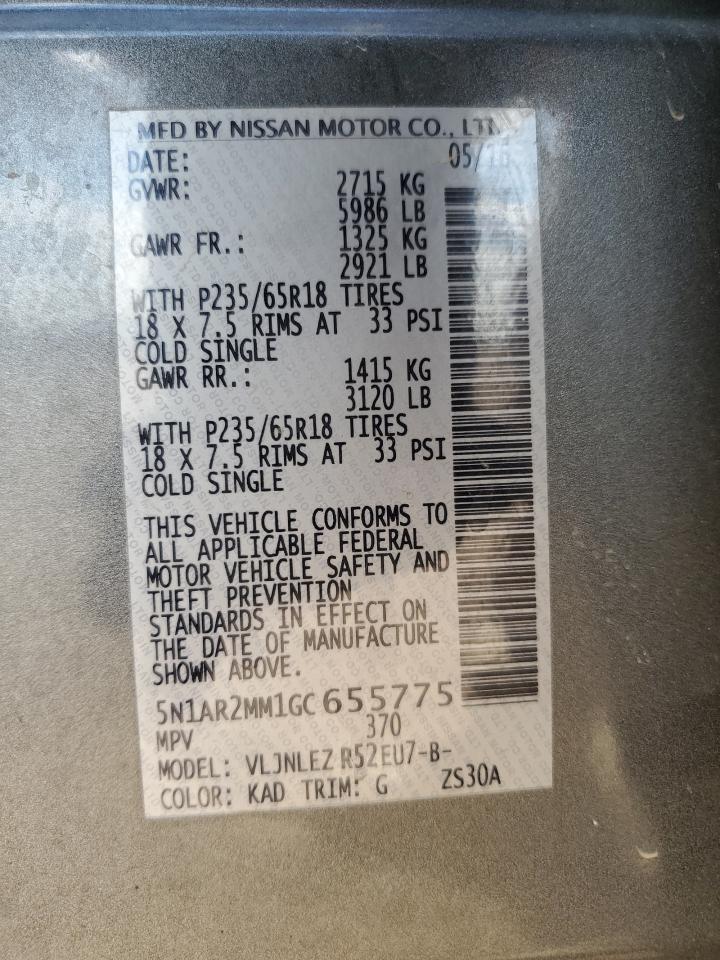 MFD BY NISSAN MOTOR CO., LTD.
DATE: 05/16
GVWR: 2715 KG
5986 LB
GAWR FR.: 1325 KG
2921 LB
WITH P235/65R18 TIRES
18 X 7.5 RIMS AT 33 PSI
COLD SINGLE
GAWR RR.: 1415 KG
3120 LB
WITH P235/65R18 TIRES
18 X 7.5 RIMS AT 33 PSI
COLD SINGLE
THIS VEHICLE CONFORMS TO
ALL APPLICABLE FEDERAL
MOTOR VEHICLE SAFETY AND
THEFT PREVENTION
STANDARDS IN EFFECT ON
THE DATE OF MANUFACTURE
SHOWN ABOVE.
5N1AR2MM1GC655775
MPV 370
MODEL: VLJNLEZ R52EU7-B-
COLOR: KAD TRIM: G ZS30A